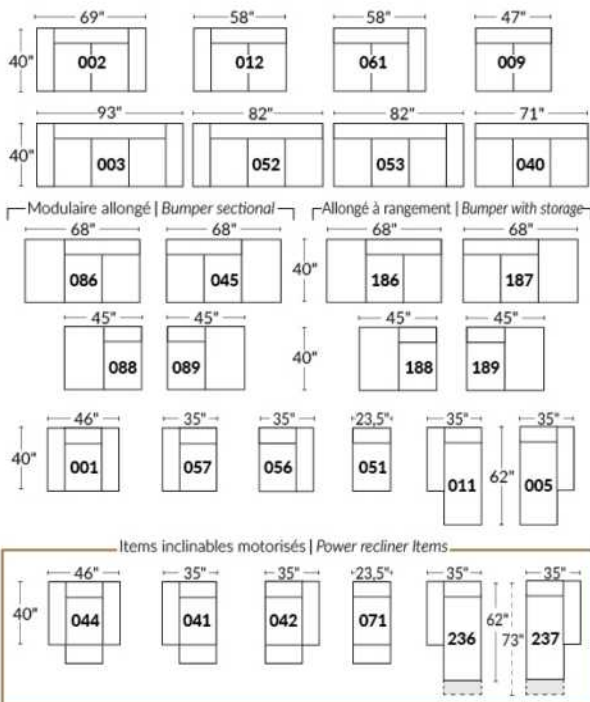 69" 58" 58" 47"
40" 002 012 061 009
93" 82" 82" 71"
40" 003 052 053 040
Modulaire allongé | Bumper sectional Allongé à rangement | Bumper with storage
68" 68" 68" 68"
086 045 40" 186 187
45" 45" 45" 45"
088 089 40" 188 189
46" 35" 35" 23,5" 35" 35"
40" 001 057 056 051 011 62" 005
Items inclinables motorisés | Power recliner Items
46" 35" 35" 23,5" 35" 35"
40" 044 041 042 071 236 62" 73" 237